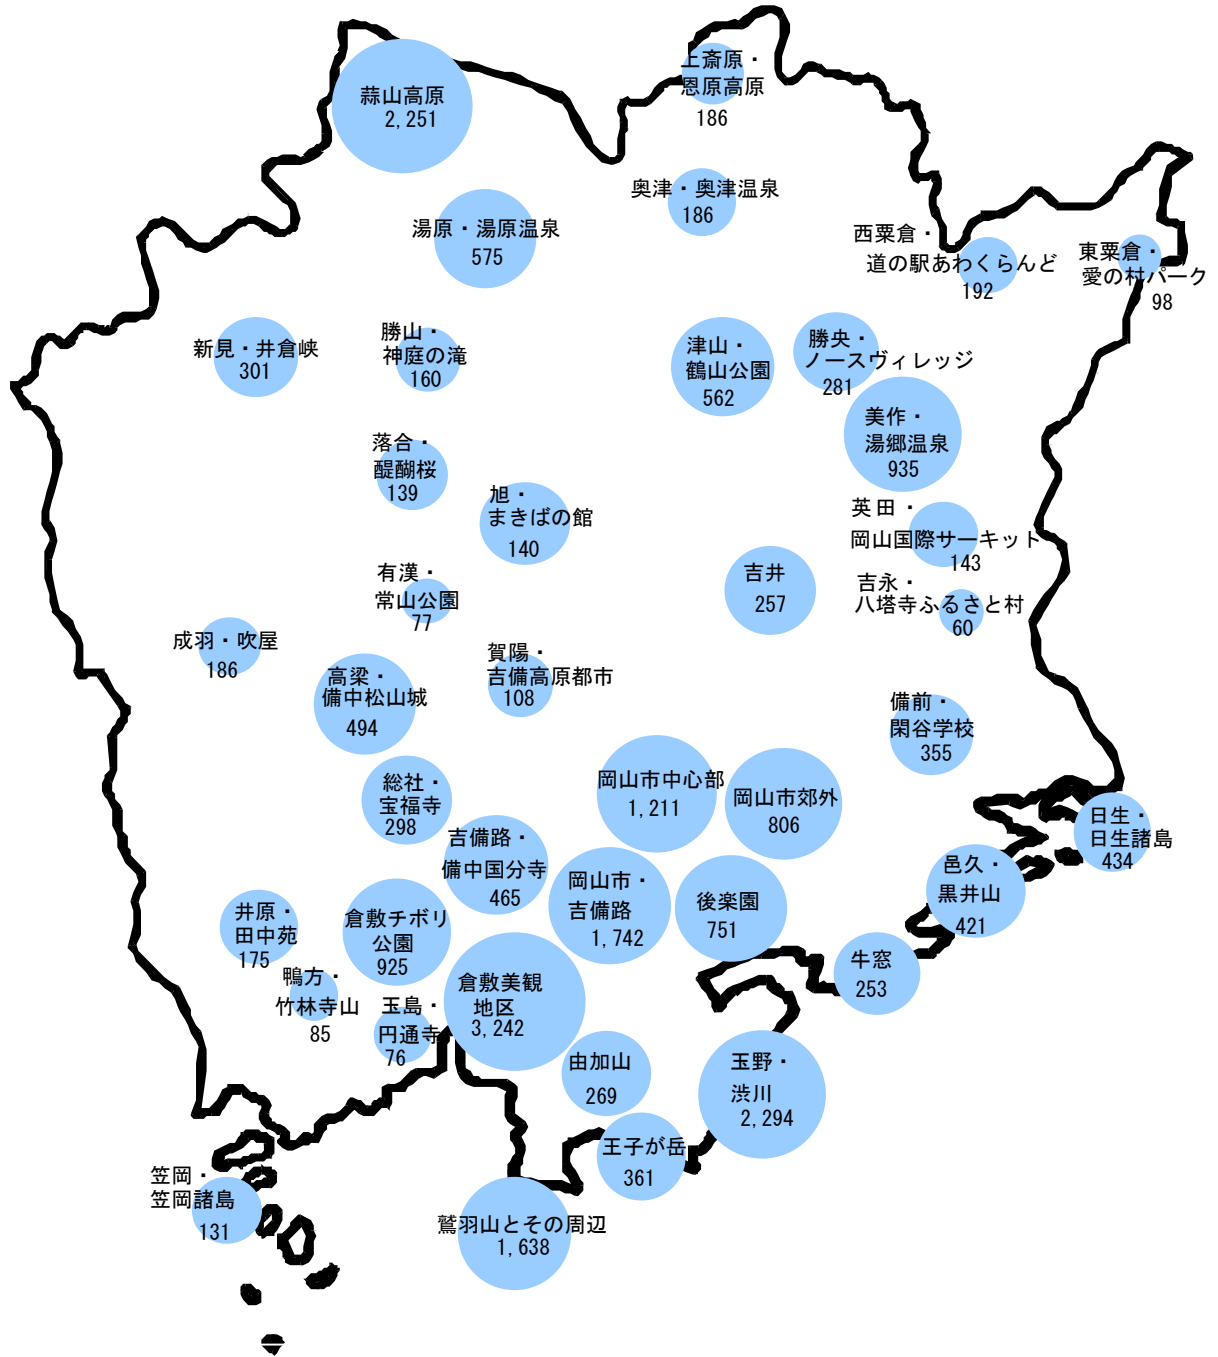 上斎原・
恩原高原
186
蒜山高原
2,251
奥津・奥津温泉
186
湯原・湯原温泉
575
西粟倉・
道の駅あわくらんど
192
東粟倉・
愛の村パーク
98
新見・井倉峡
301
勝山・
神庭の滝
160
津山・
鶴山公園
562
勝央・
ノースヴィレッジ
281
美作・
湯郷温泉
935
落合・
醍醐桜
139
旭・
まきばの館
140
英田・
岡山国際サーキット
143
有漢・
常山公園
77
吉井
257
吉永・
八塔寺ふるさと村
60
成羽・吹屋
186
高梁・
備中松山城
494
賀陽・
吉備高原都市
108
備前・
閑谷学校
355
総社・
宝福寺
298
岡山市中心部
1,211
岡山市郊外
806
日生・
日生諸島
434
吉備路・
備中国分寺
465
岡山市・
吉備路
1,742
後楽園
751
邑久・
黒井山
421
井原・
田中苑
175
倉敷チボリ
公園
925
牛窓
253
鴨方・
竹林寺山
85
玉島・
円通寺
76
倉敷美観
地区
3,242
由加山
269
玉野・
渋川
2,294
王子が岳
361
笠岡・
笠岡諸島
131
鷲羽山とその周辺
1,638